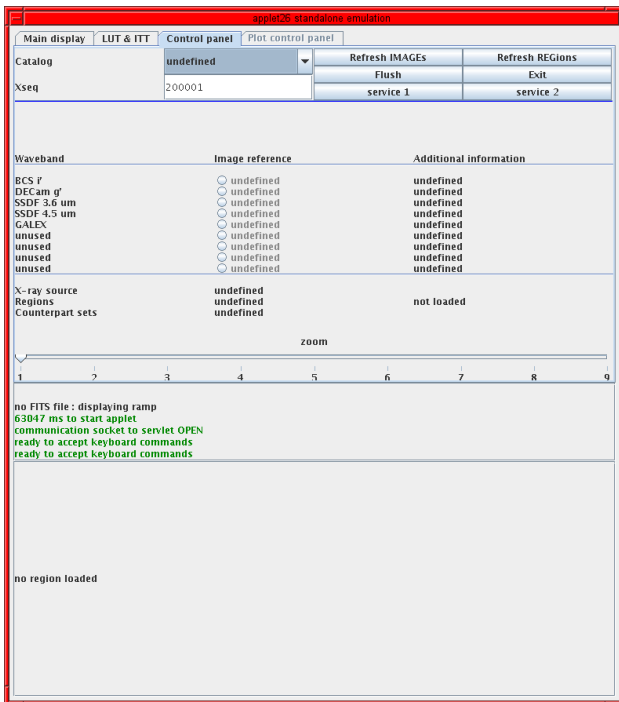 applet26 standalone emulation
Main display LUT & ITT Control panel Plot control panel
Catalog undefined Refresh IMAGEs Refresh REGions
Flush Exit
Xseq 200001 service 1 service 2
Waveband Image reference Additional information
BCS i' undefined undefined
DECam g' undefined undefined
SSDF 3.6 um undefined undefined
SSDF 4.5 um undefined undefined
GALEX undefined undefined
unused undefined undefined
unused undefined undefined
unused undefined undefined
unused undefined undefined
X-ray source undefined
Regions undefined not loaded
Counterpart sets undefined
zoom
1 2 3 4 5 6 7 8 9
no FITS file : displaying ramp
63047 ms to start applet
communication socket to servlet OPEN
ready to accept keyboard commands
ready to accept keyboard commands
no region loaded